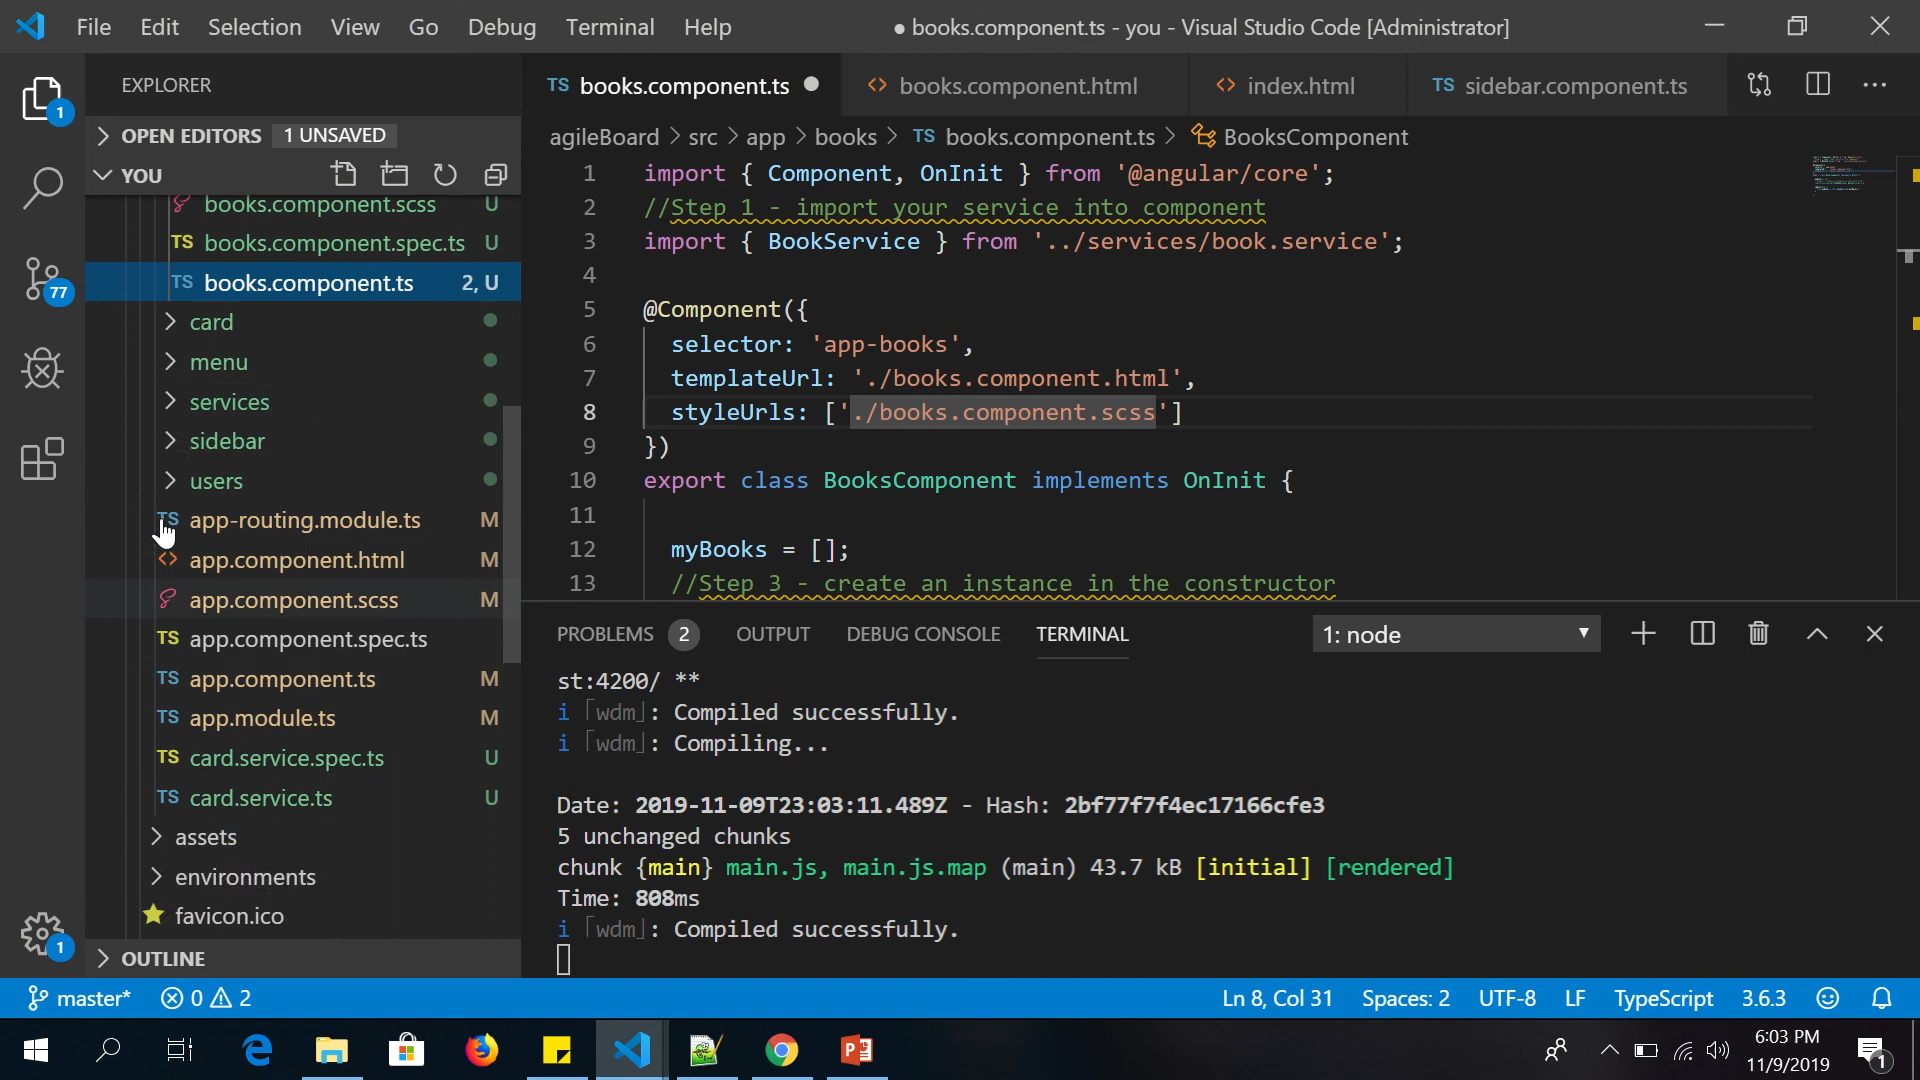 File Edit Selection View Go Debug Terminal Help
● books.component.ts - you - Visual Studio Code [Administrator]
EXPLORER
1
OPEN EDITORS 1 UNSAVED
YOU
books.component.scss U
TS books.component.spec.ts U
TS books.component.ts 2, U
77
card
menu
services
sidebar
users
TS app-routing.module.ts M
<> app.component.html M
app.component.scss M
TS app.component.spec.ts
TS app.component.ts M
TS app.module.ts M
TS card.service.spec.ts U
TS card.service.ts U
assets
environments
favicon.ico
1
OUTLINE
TS books.component.ts ●
<> books.component.html
<> index.html
TS sidebar.component.ts
agileBoard > src > app > books > TS books.component.ts > BooksComponent
1 import { Component, OnInit } from '@angular/core';
2 //Step 1 - import your service into component
3 import { BookService } from '../services/book.service';
4
5 @Component({
6 selector: 'app-books',
7 templateUrl: './books.component.html',
8 styleUrls: ['./books.component.scss']
9 })
10 export class BooksComponent implements OnInit {
11
12 myBooks = [];
13 //Step 3 - create an instance in the constructor
PROBLEMS 2 OUTPUT DEBUG CONSOLE TERMINAL 1: node
st:4200/ **
i ｢wdm｣: Compiled successfully.
i ｢wdm｣: Compiling...
Date: 2019-11-09T23:03:11.489Z - Hash: 2bf77f7f4ec17166cfe3
5 unchanged chunks
chunk {main} main.js, main.js.map (main) 43.7 kB [initial] [rendered]
Time: 808ms
i ｢wdm｣: Compiled successfully.
master* 0 2
Ln 8, Col 31 Spaces: 2 UTF-8 LF TypeScript 3.6.3
6:03 PM
11/9/2019
1